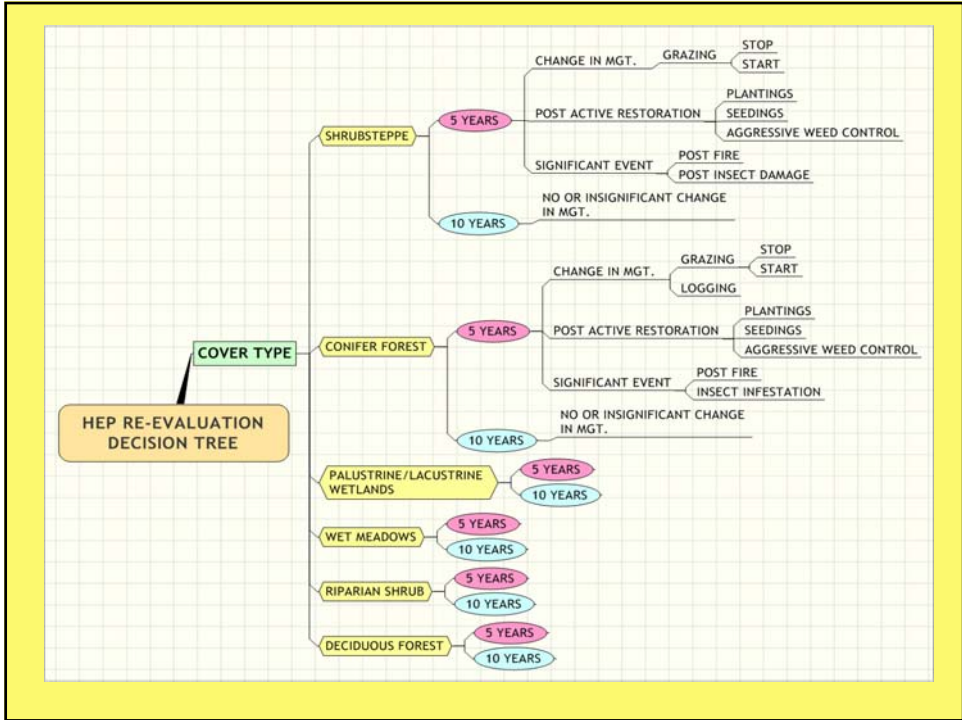 HEP RE-EVALUATION
DECISION TREE
COVER TYPE
SHRUBSTEPPE
5 YEARS
CHANGE IN MGT.
GRAZING
STOP
START
POST ACTIVE RESTORATION
PLANTINGS
SEEDINGS
AGGRESSIVE WEED CONTROL
SIGNIFICANT EVENT
POST FIRE
POST INSECT DAMAGE
10 YEARS
NO OR INSIGNIFICANT CHANGE
IN MGT.
CONIFER FOREST
5 YEARS
CHANGE IN MGT.
GRAZING
STOP
START
LOGGING
POST ACTIVE RESTORATION
PLANTINGS
SEEDINGS
AGGRESSIVE WEED CONTROL
SIGNIFICANT EVENT
POST FIRE
INSECT INFESTATION
10 YEARS
NO OR INSIGNIFICANT CHANGE
IN MGT.
PALUSTRINE/LACUSTRINE
WETLANDS
5 YEARS
10 YEARS
WET MEADOWS
5 YEARS
10 YEARS
RIPARIAN SHRUB
5 YEARS
10 YEARS
DECIDUOUS FOREST
5 YEARS
10 YEARS